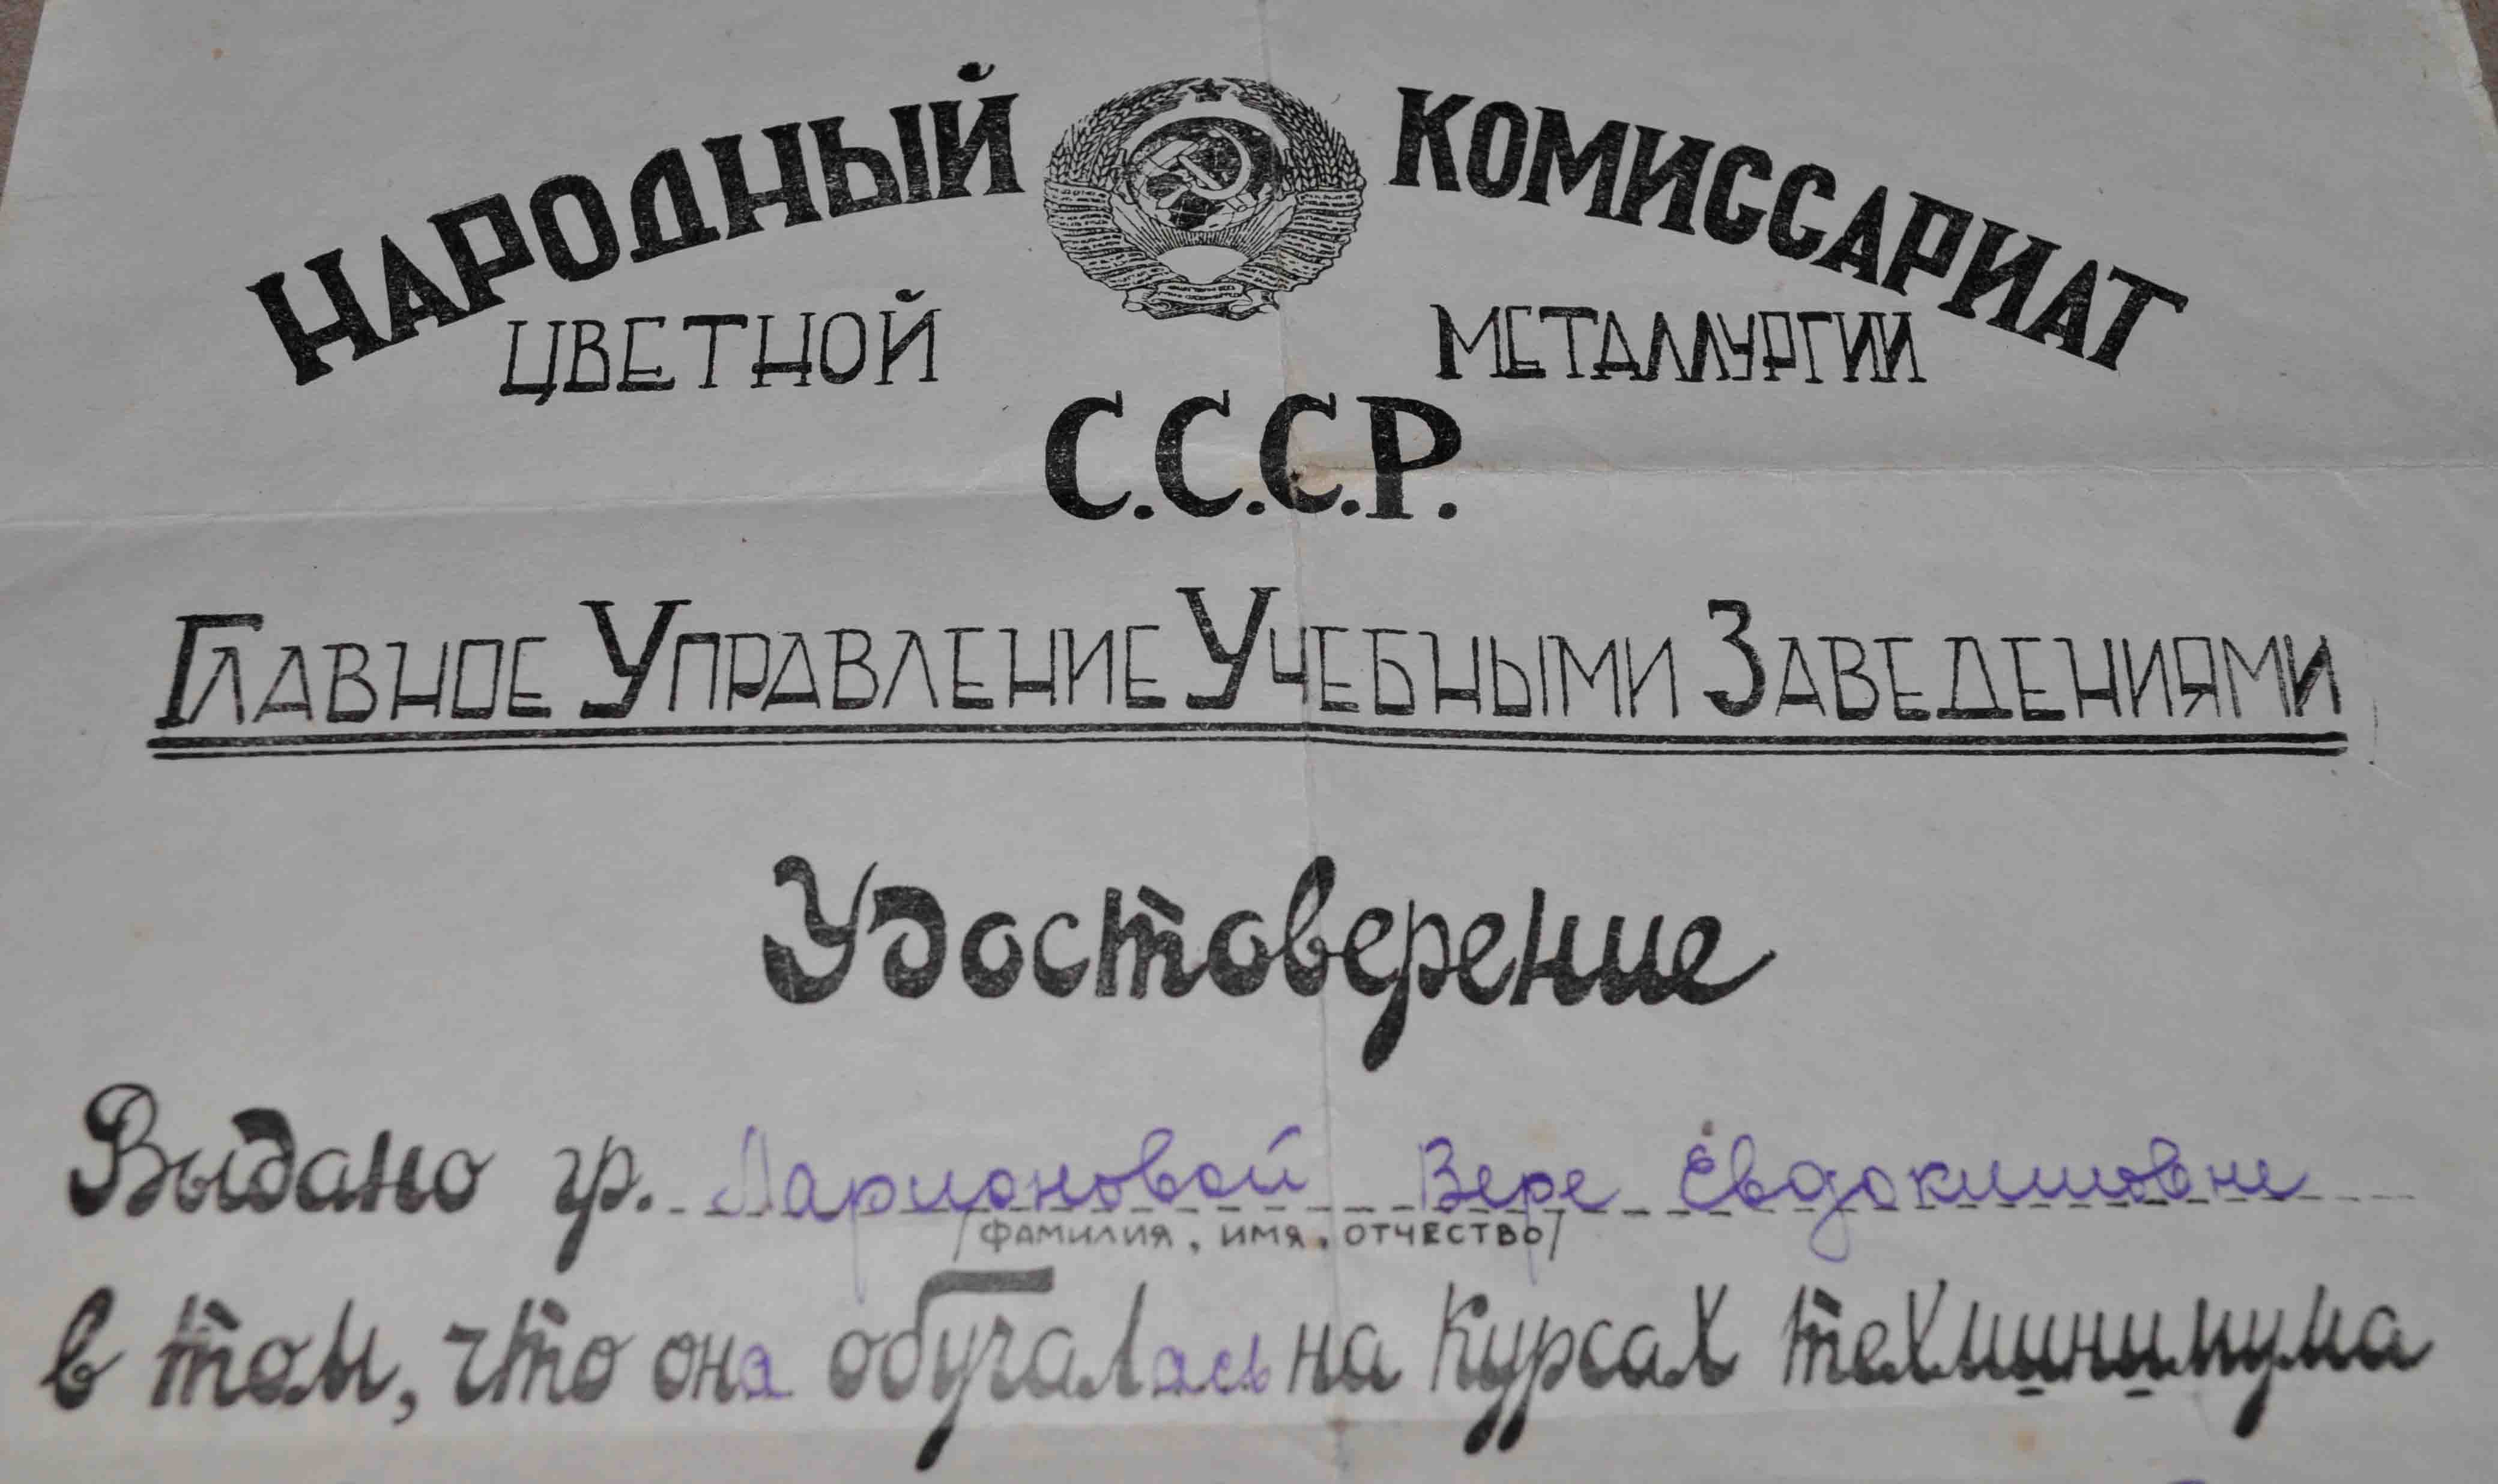 НАРОДНЫЙ КОМИССАРИАТ
ЦВЕТНОЙ МЕТАЛЛУРГИИ
С.С.С.Р.
ГЛАВНОЕ УПРАВЛЕНИЕ УЧЕБНЫМИ ЗАВЕДЕНИЯМИ
Удостоверение
Выдано гр. Ларионовой Вере Евдокимовне
/ФАМИЛИЯ, ИМЯ, ОТЧЕСТВО/
в том, что она обучалась на курсах техминимума